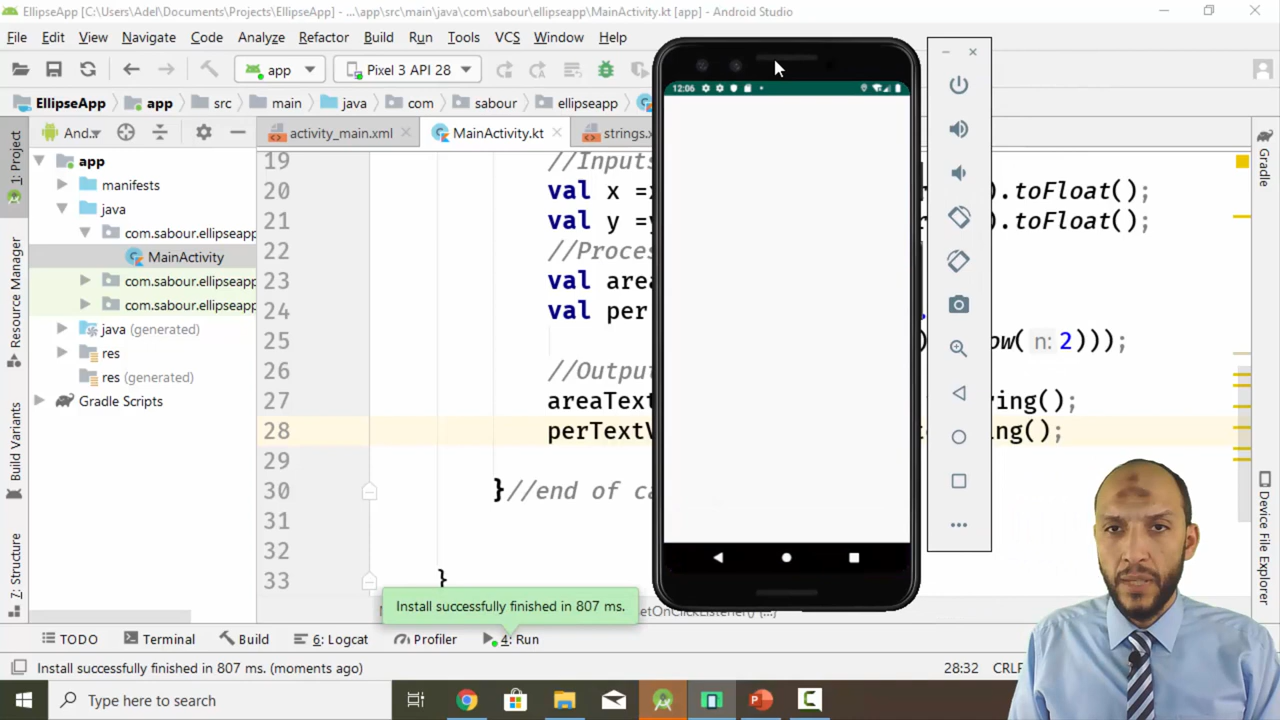 EllipseApp [C:\Users\Adel\Documents\Projects\EllipseApp] - ...\app\src\main\java\com\sabour\ellipseapp\MainActivity.kt [app] - Android Studio
File Edit View Navigate Code Analyze Refactor Build Run Tools VCS Window Help
app Pixel 3 API 28
EllipseApp app src main java com sabour ellipseapp
12:06
And.. activity_main.xml MainActivity.kt strings.x
1: Project
Resource Manager
Build Variants
7: Structure
app
manifests
java
com.sabour.ellipseapp
MainActivity
com.sabour.ellipseapp
com.sabour.ellipseapp
java (generated)
res
res (generated)
Gradle Scripts
19 //Inputs
20 val x = ).toFloat();
21 val y = ).toFloat();
22 //Proces
23 val area
24 val per
25 ow( n: 2)));
26 //Output
27 areaText ring();
28 perTextV ing();
29
30 }//end of ca
31
32
33 }
Gradle
Device File Explorer
Install successfully finished in 807 ms.
etOnClickListener() {...}
TODO Terminal Build 6: Logcat Profiler 4: Run
Install successfully finished in 807 ms. (moments ago) 28:32 CRLF
Type here to search